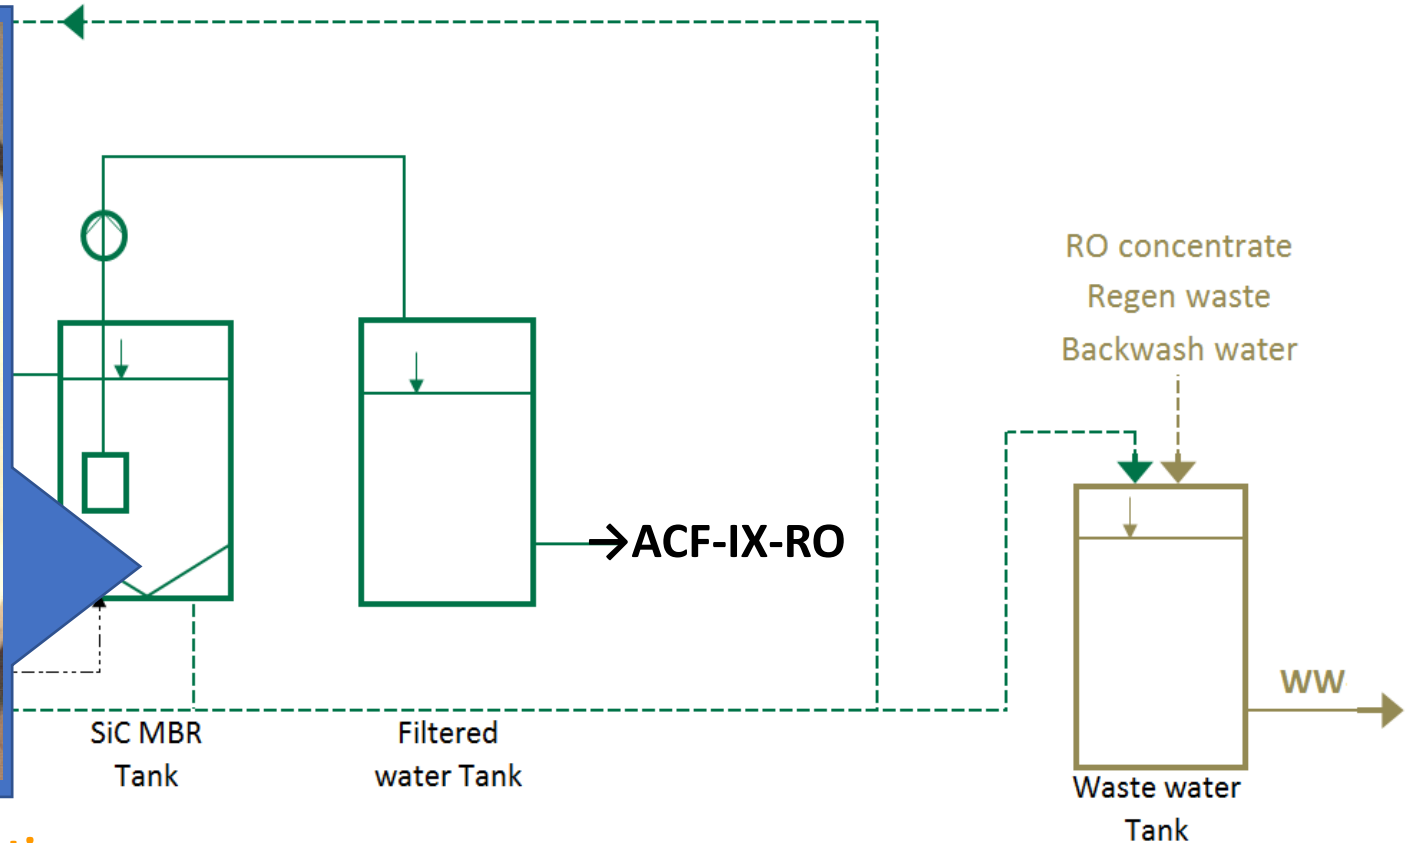 RO concentrate
Regen waste
Backwash water
→ACF-IX-RO
WW
SiC MBR
Tank
Filtered
water Tank
Waste water
Tank